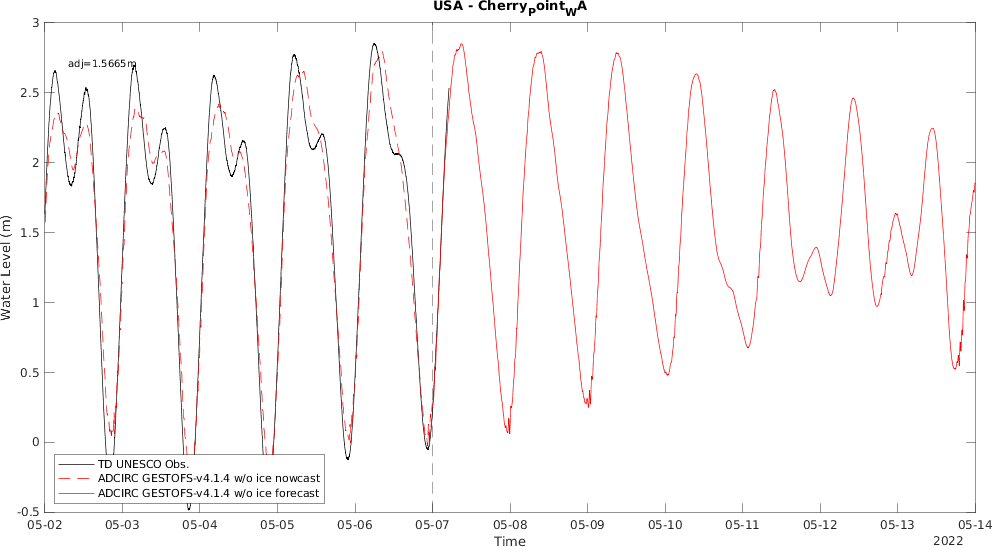 USA - CherryPointWA
adj=1.5665m
Water Level (m)
3
2.5
2
1.5
1
0.5
0
-0.5
TD UNESCO Obs.
ADCIRC GESTOFS-v4.1.4 w/o ice nowcast
ADCIRC GESTOFS-v4.1.4 w/o ice forecast
05-02 05-03 05-04 05-05 05-06 05-07 05-08 05-09 05-10 05-11 05-12 05-13 05-14
Time
2022